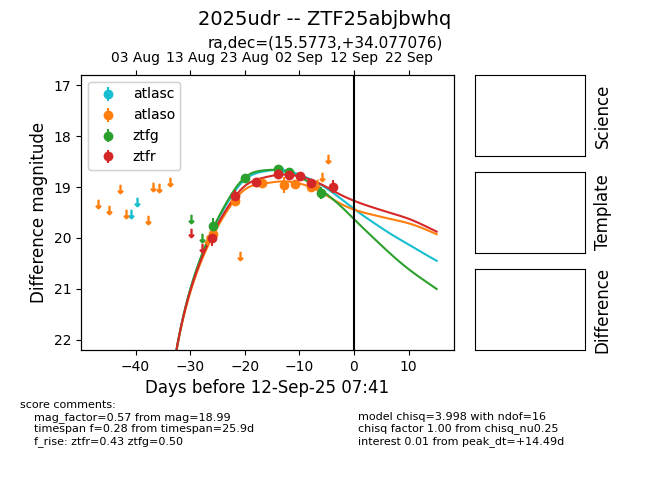 2025udr -- ZTF25abjbwhq
ra,dec=(15.5773,+34.077076)
03 Aug 13 Aug 23 Aug 02 Sep 12 Sep 22 Sep
17
18
19
20
21
22
Difference magnitude
atlasc
atlaso
ztfg
ztfr
−40 −30 −20 −10 0 10
Days before 12-Sep-25 07:41
Science
Template
Difference
score comments:
mag_factor=0.57 from mag=18.99
timespan f=0.28 from timespan=25.9d
f_rise: ztfr=0.43 ztfg=0.50
model chisq=3.998 with ndof=16
chisq factor 1.00 from chisq_nu0.25
interest 0.01 from peak_dt=+14.49d